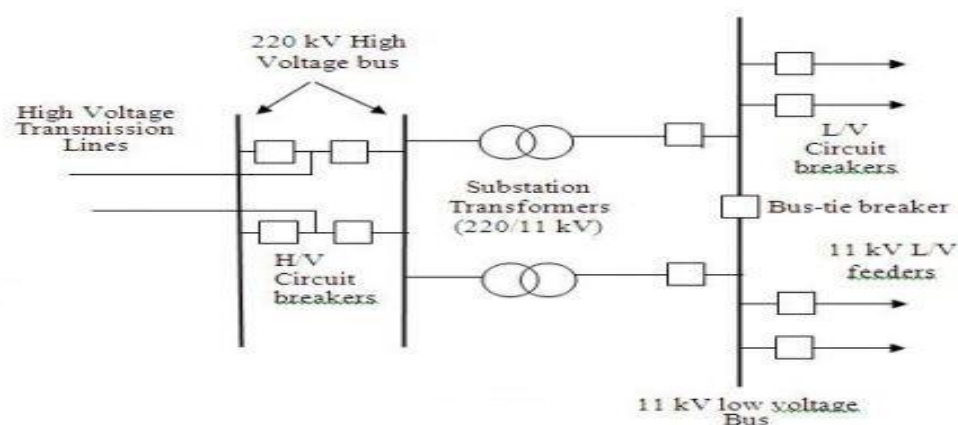 220 kV High
Voltage bus
High Voltage
Transmission
Lines
L/V
Circuit
breakers
Substation
Transformers
(220/11 kV)
Bus-tie breaker
H/V
Circuit
breakers
11 kV L/V
feeders
11 kV low voltage
Bus